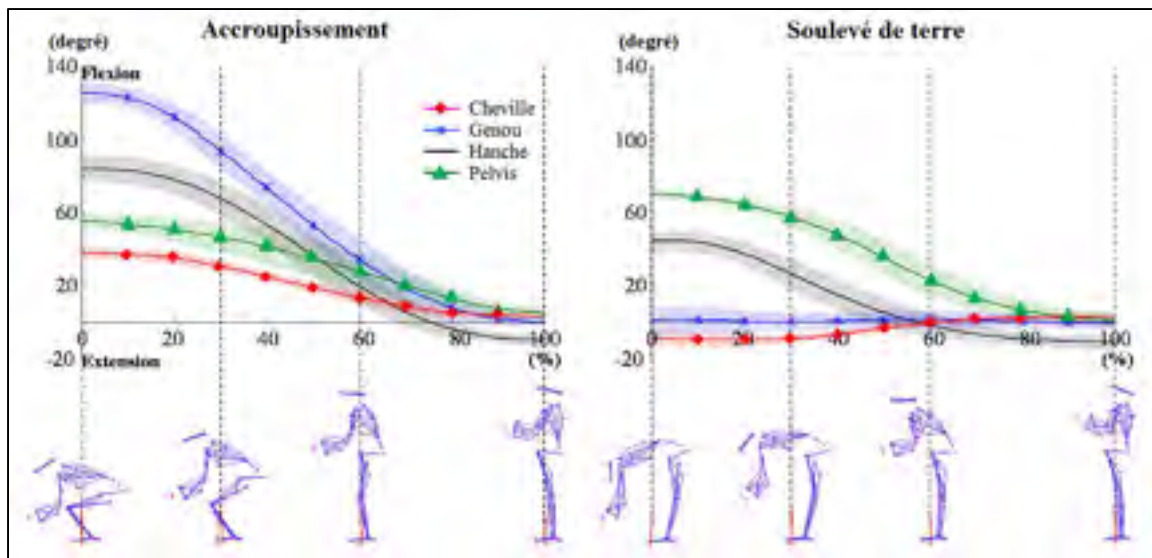 Accroupissement
(degré)
140
Flexion
100
60
20
0
20
40
60
80
100
-20
Extension
(%)
Cheville
Genou
Hanche
Pelvis
Soulevé de terre
(degré)
140
100
60
20
0
20
40
60
80
100
-20
(%)